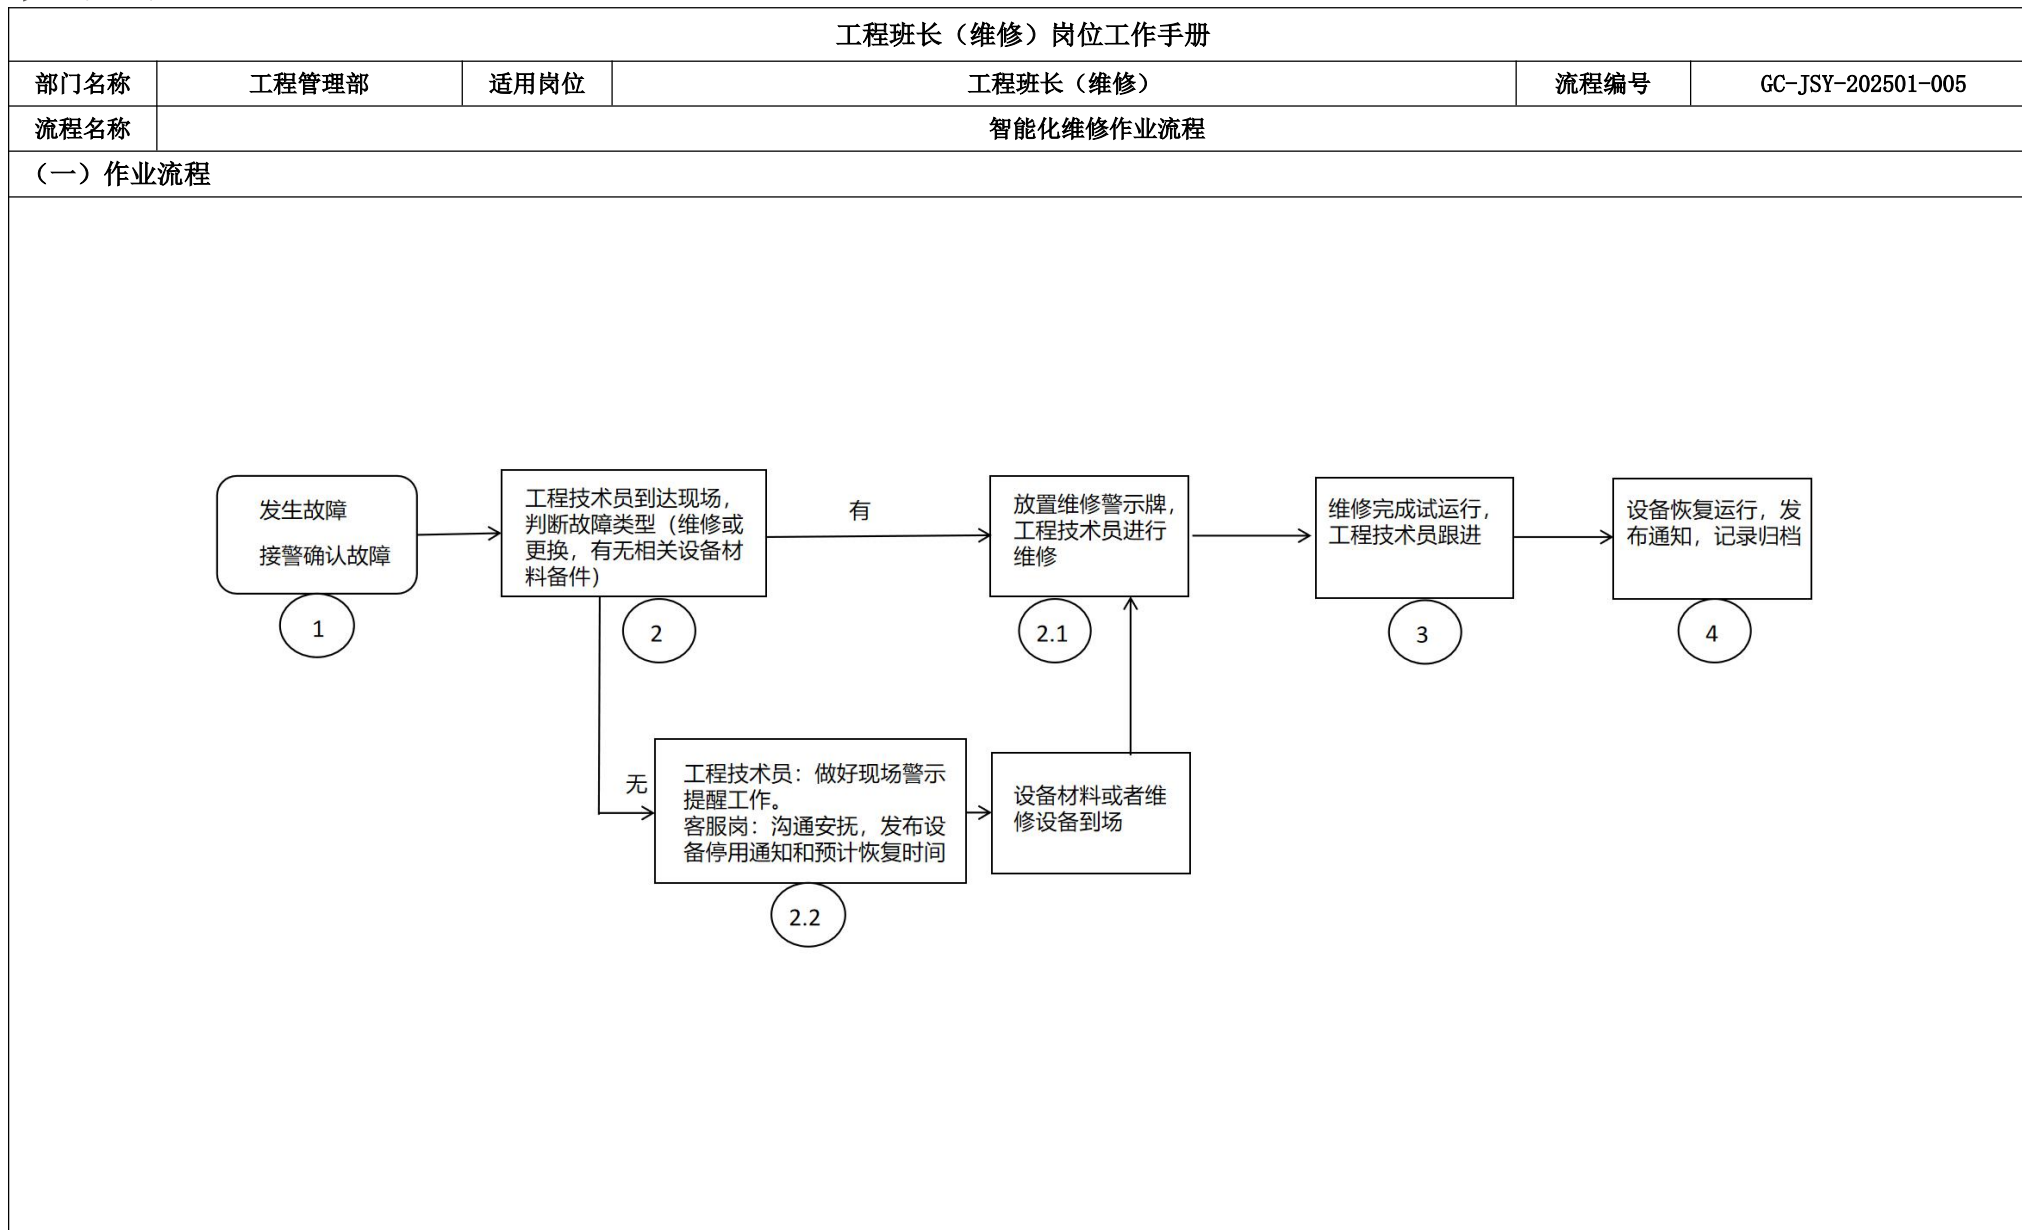 工程班长（维修）岗位工作手册
部门名称 工程管理部 适用岗位 工程班长（维修） 流程编号 GC-JSY-202501-005
流程名称 智能化维修作业流程
（一）作业流程
发生故障
接警确认故障
1
工程技术员到达现场，
判断故障类型（维修或
更换，有无相关设备材
料备件）
2
有
放置维修警示牌，
工程技术员进行
维修
2.1
维修完成试运行，
工程技术员跟进
3
设备恢复运行，发
布通知，记录归档
4
无
工程技术员：做好现场警示
提醒工作。
客服岗：沟通安抚，发布设
备停用通知和预计恢复时间
2.2
设备材料或者维
修设备到场